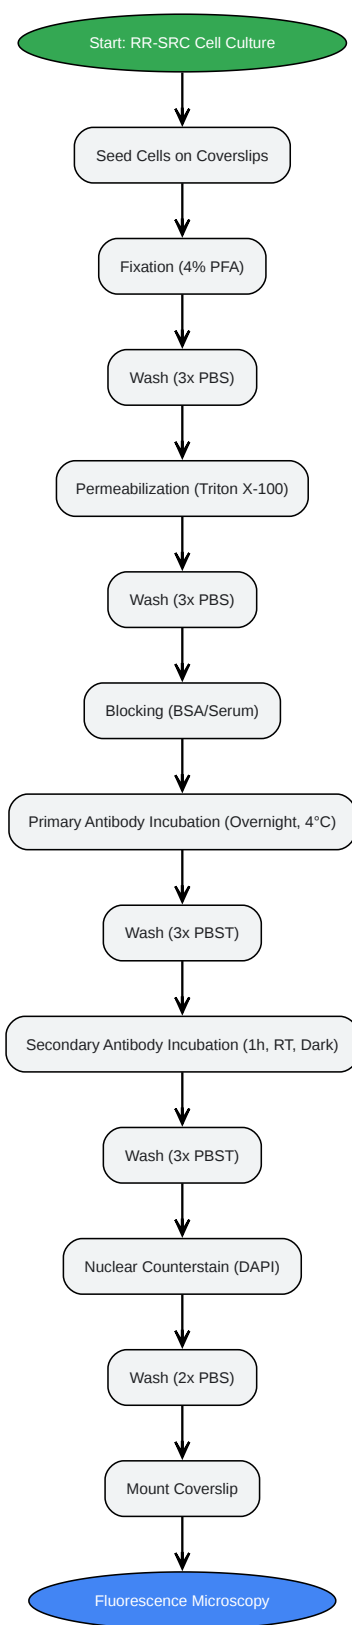 Start: RR-SRC Cell Culture
Seed Cells on Coverslips
Fixation (4% PFA)
Wash (3x PBS)
Permeabilization (Triton X-100)
Wash (3x PBS)
Blocking (BSA/Serum)
Primary Antibody Incubation (Overnight, 4°C)
Wash (3x PBST)
Secondary Antibody Incubation (1h, RT, Dark)
Wash (3x PBST)
Nuclear Counterstain (DAPI)
Wash (2x PBS)
Mount Coverslip
Fluorescence Microscopy